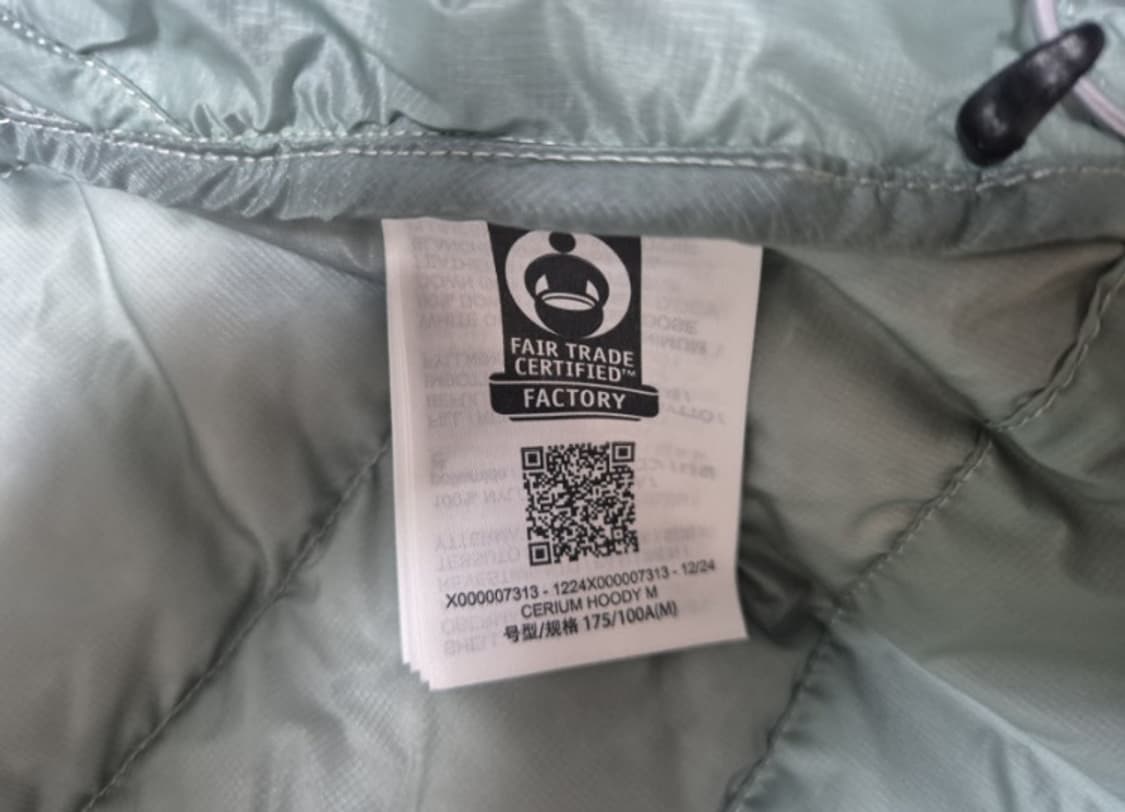 FAIR TRADE
CERTIFIED™
FACTORY
X000007313 - 1224X000007313 - 12/24
CERIUM HOODY M
号型/规格 175/100A(M)